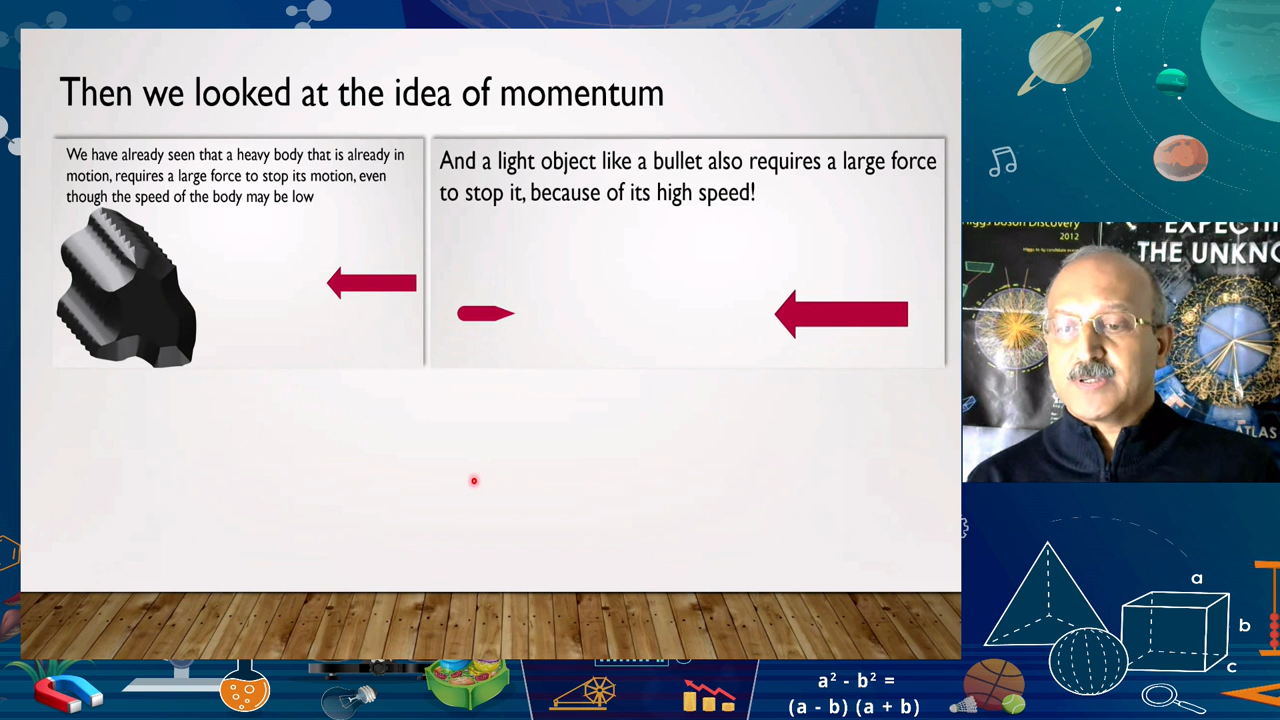 Then we looked at the idea of momentum
We have already seen that a heavy body that is already in
motion, requires a large force to stop its motion, even
though the speed of the body may be low
And a light object like a bullet also requires a large force
to stop it, because of its high speed!
Higgs Boson Discovery
2012
THE UNKN
ATLAS
a
b
c
a² - b² =
(a - b) (a + b)